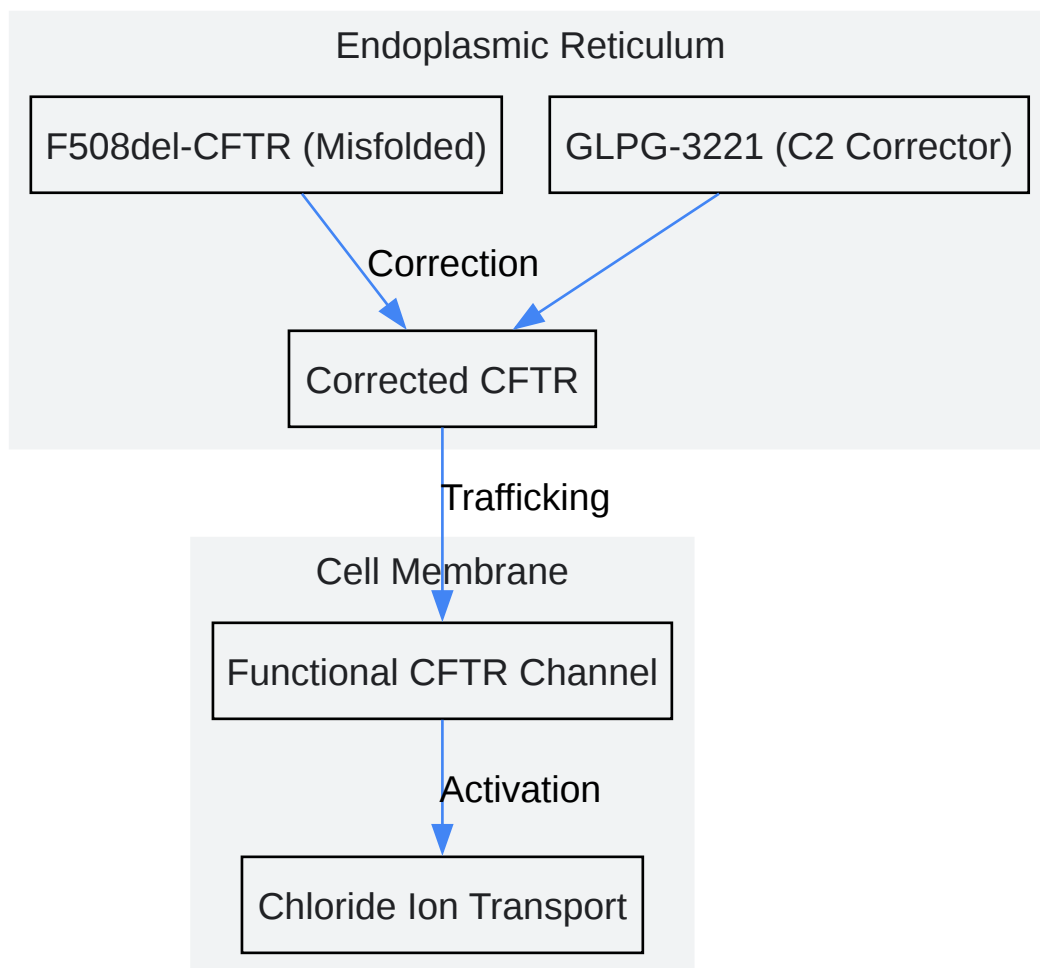 Endoplasmic Reticulum
F508del-CFTR (Misfolded)
GLPG-3221 (C2 Corrector)
Correction
Corrected CFTR
Trafficking
Cell Membrane
Functional CFTR Channel
Activation
Chloride Ion Transport